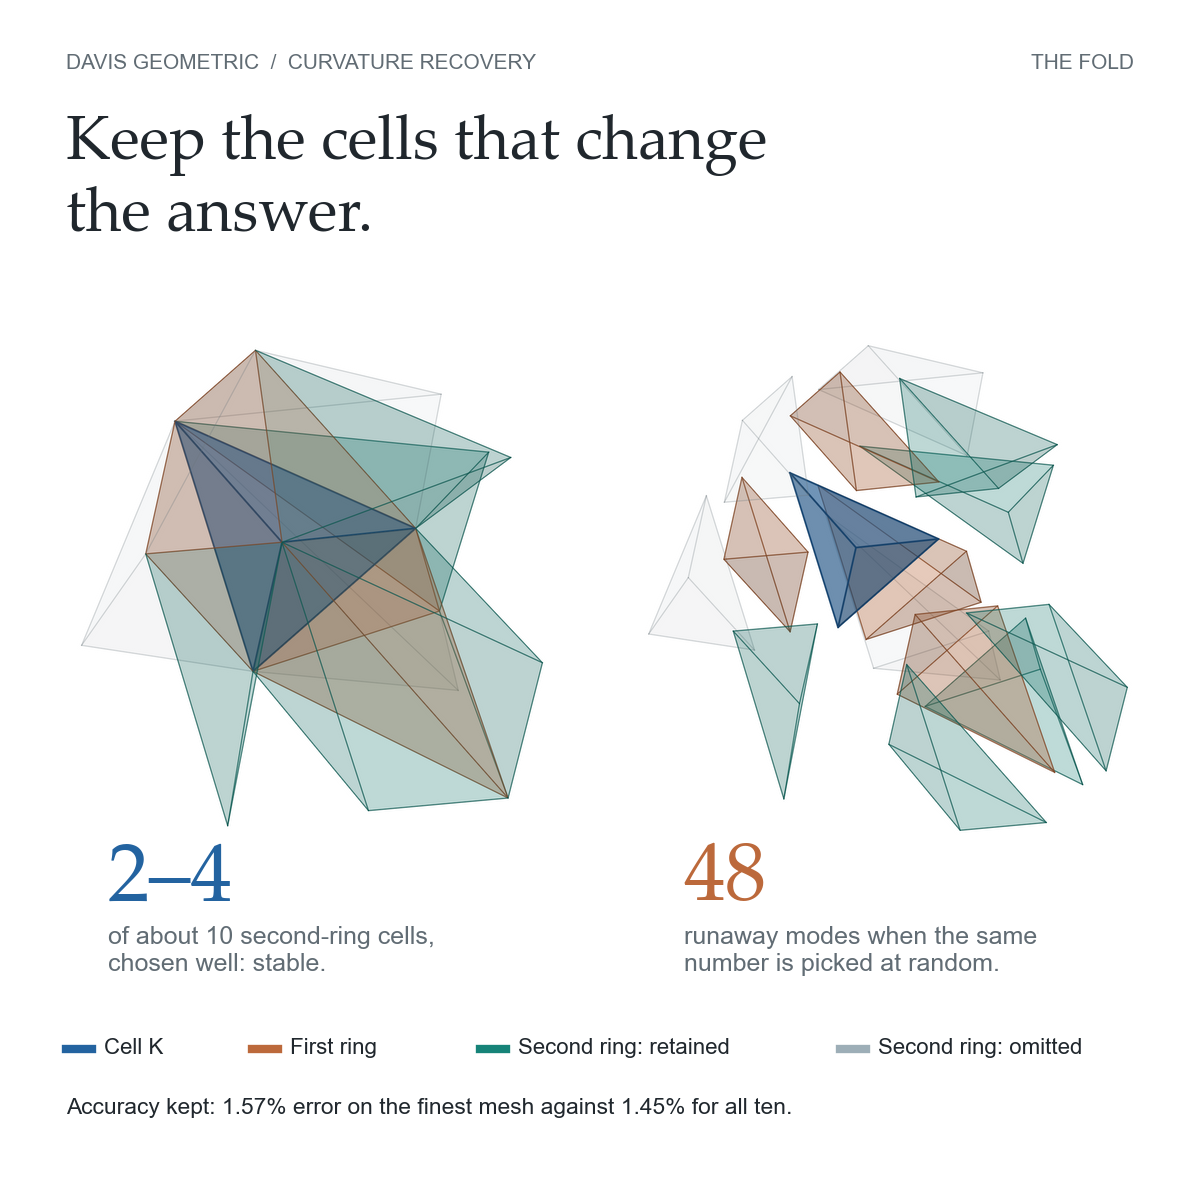 DAVIS GEOMETRIC / CURVATURE RECOVERY
THE FOLD
Keep the cells that change
the answer.
2–4
of about 10 second-ring cells,
chosen well: stable.
48
runaway modes when the same
number is picked at random.
Cell K
First ring
Second ring: retained
Second ring: omitted
Accuracy kept: 1.57% error on the finest mesh against 1.45% for all ten.